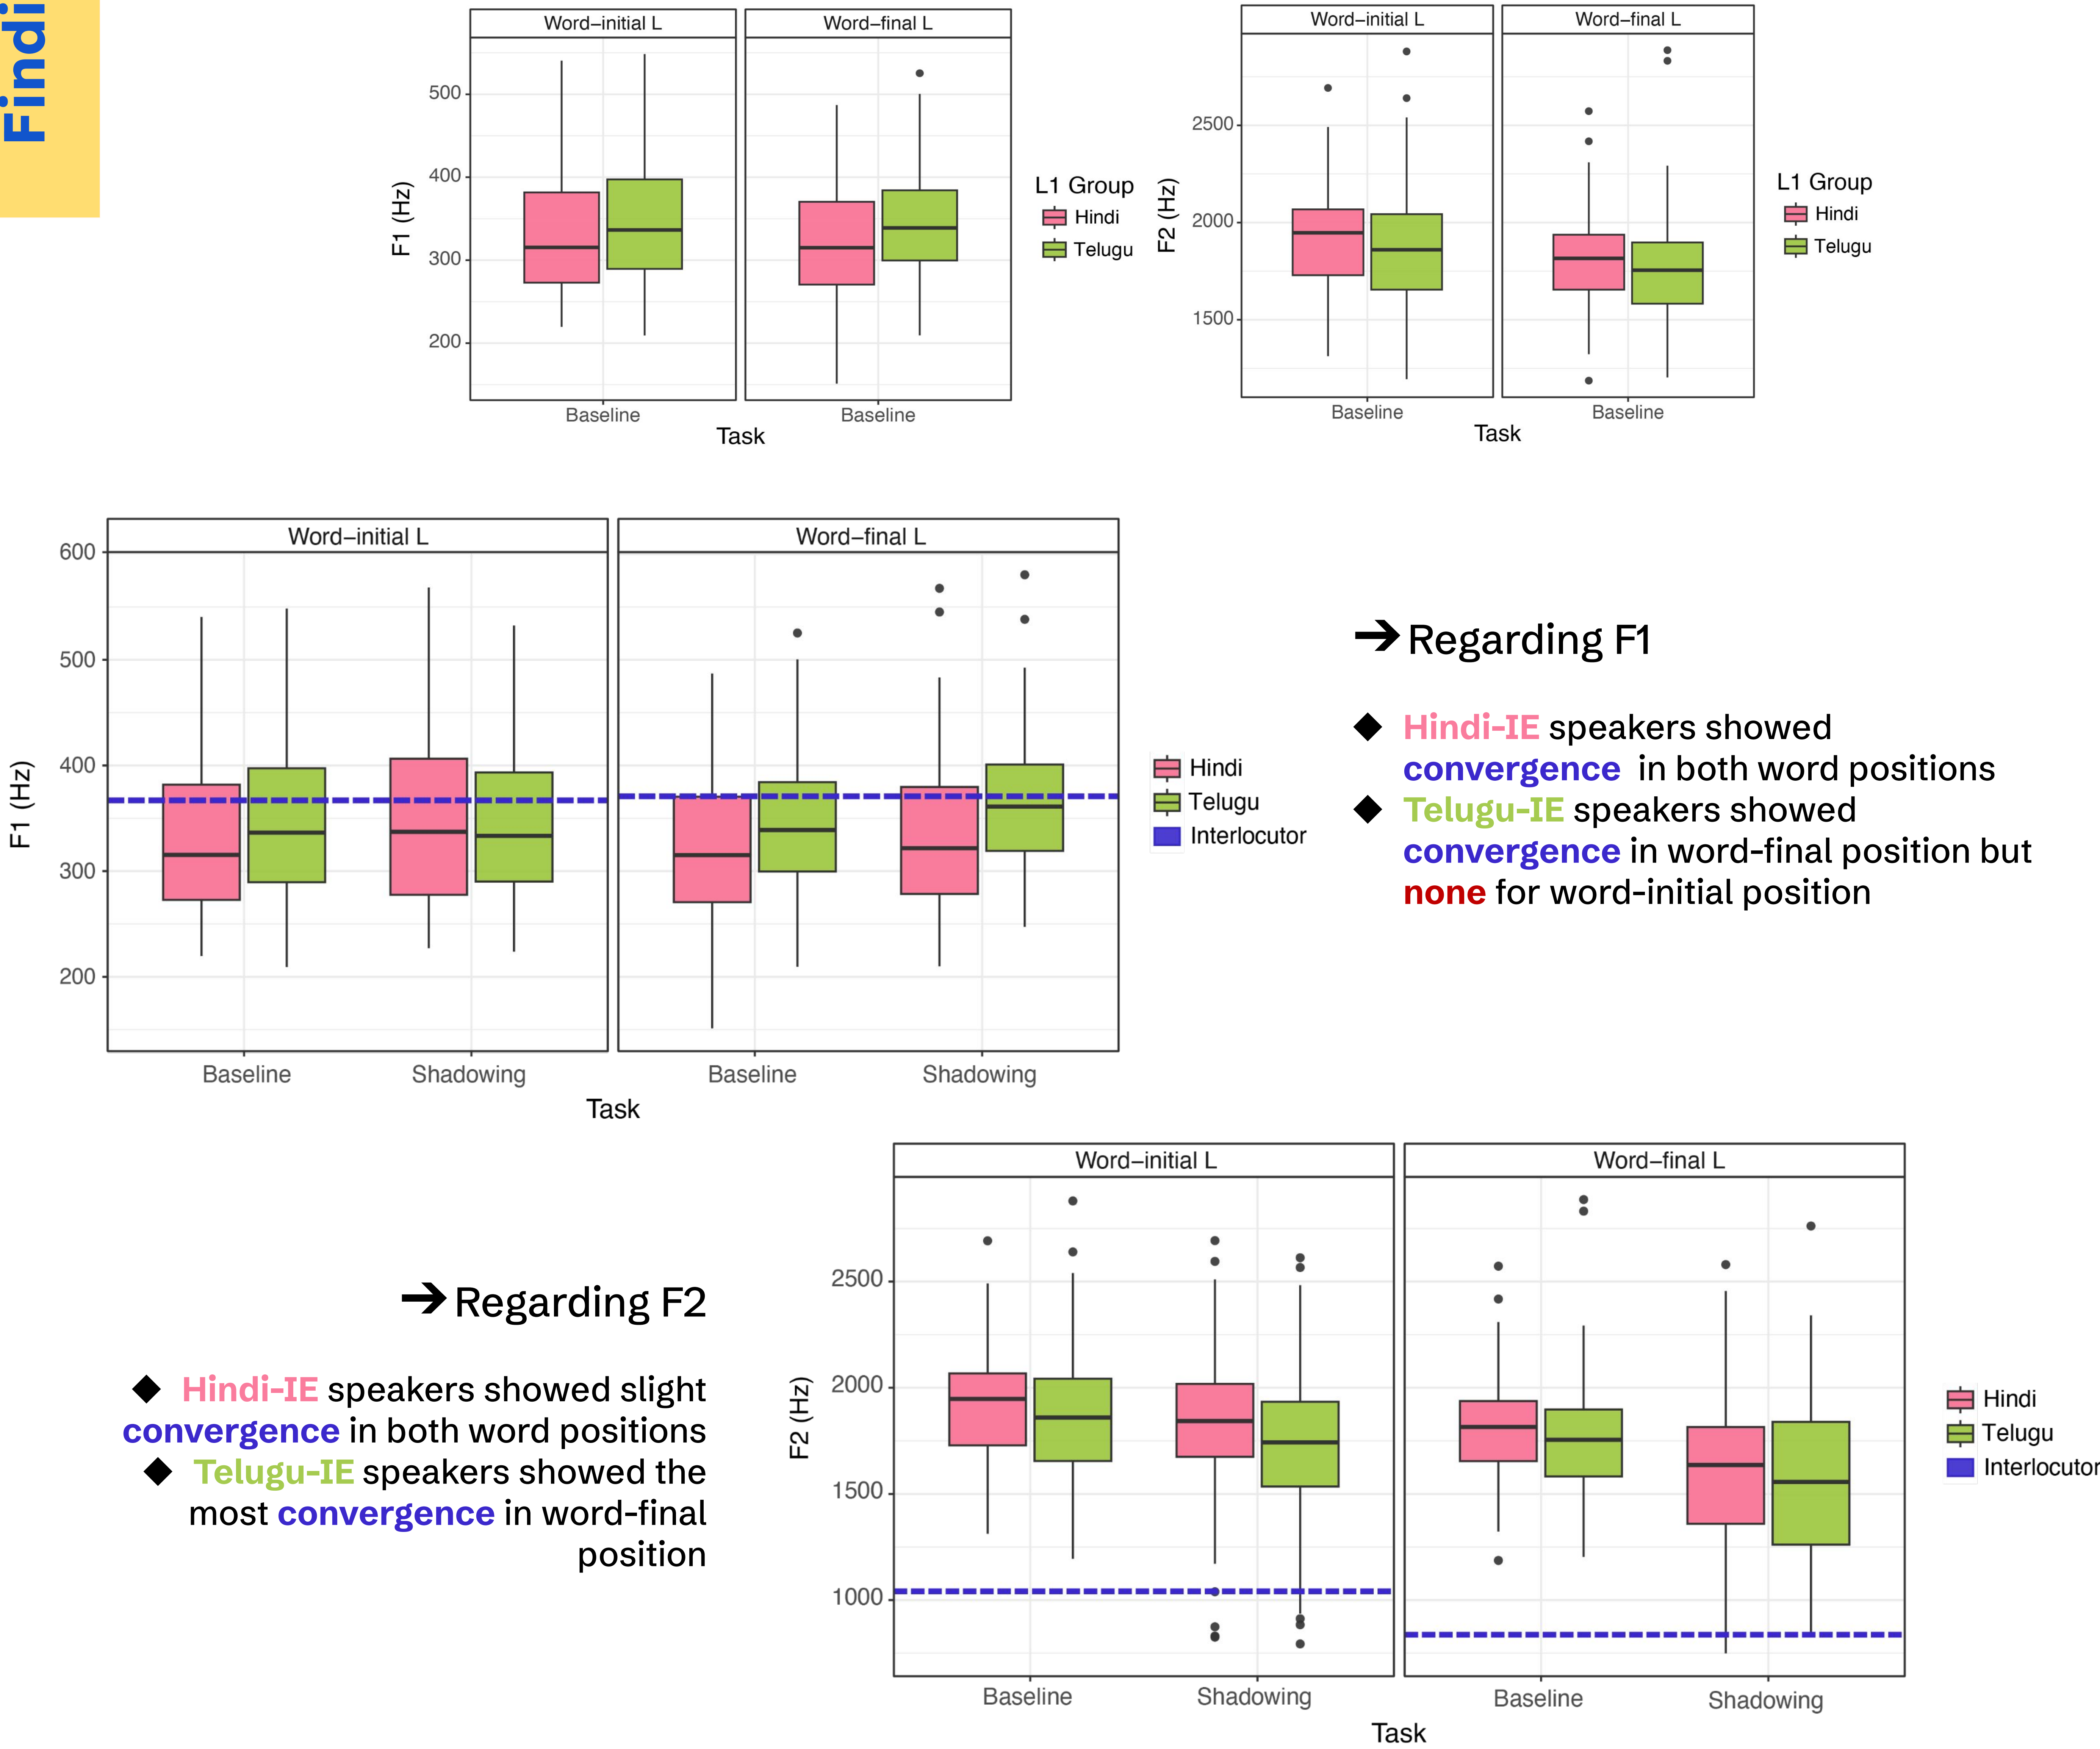 Findi
Word−initial L
Word−final L
500
400
300
200
F1 (Hz)
Baseline
Baseline
Task
L1 Group
Hindi
Telugu
Word−initial L
Word−final L
2500
2000
1500
F2 (Hz)
Baseline
Baseline
Task
L1 Group
Hindi
Telugu
Word−initial L
Word−final L
600
500
400
300
200
F1 (Hz)
Baseline
Shadowing
Baseline
Shadowing
Task
Hindi
Telugu
Interlocutor
➔ Regarding F1
◆ Hindi-IE speakers showed
convergence in both word positions
◆ Telugu-IE speakers showed
convergence in word-final position but
none for word-initial position
➔ Regarding F2
◆ Hindi-IE speakers showed slight
convergence in both word positions
◆ Telugu-IE speakers showed the
most convergence in word-final
position
Word−initial L
Word−final L
2500
2000
1500
1000
F2 (Hz)
Baseline
Shadowing
Baseline
Shadowing
Task
Hindi
Telugu
Interlocutor